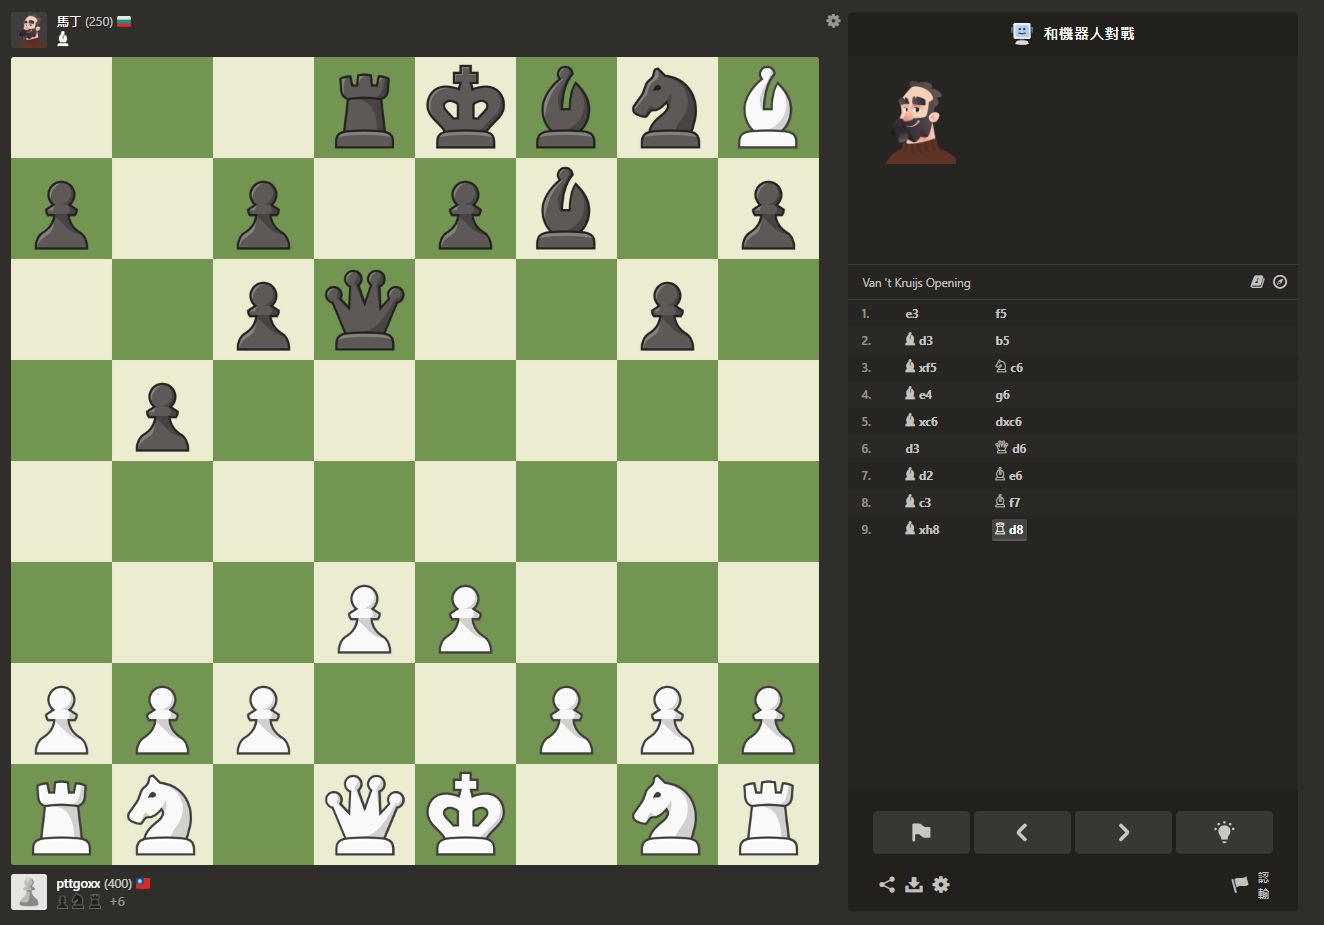 馬丁 (250)
和機器人對戰
Van 't Kruijs Opening
1. e3 f5
2. d3 b5
3. xf5 c6
4. e4 g6
5. xc6 dxc6
6. d3 d6
7. d2 e6
8. c3 f7
9. xh8 d8
pttgoxx (400)
+6
認
輸